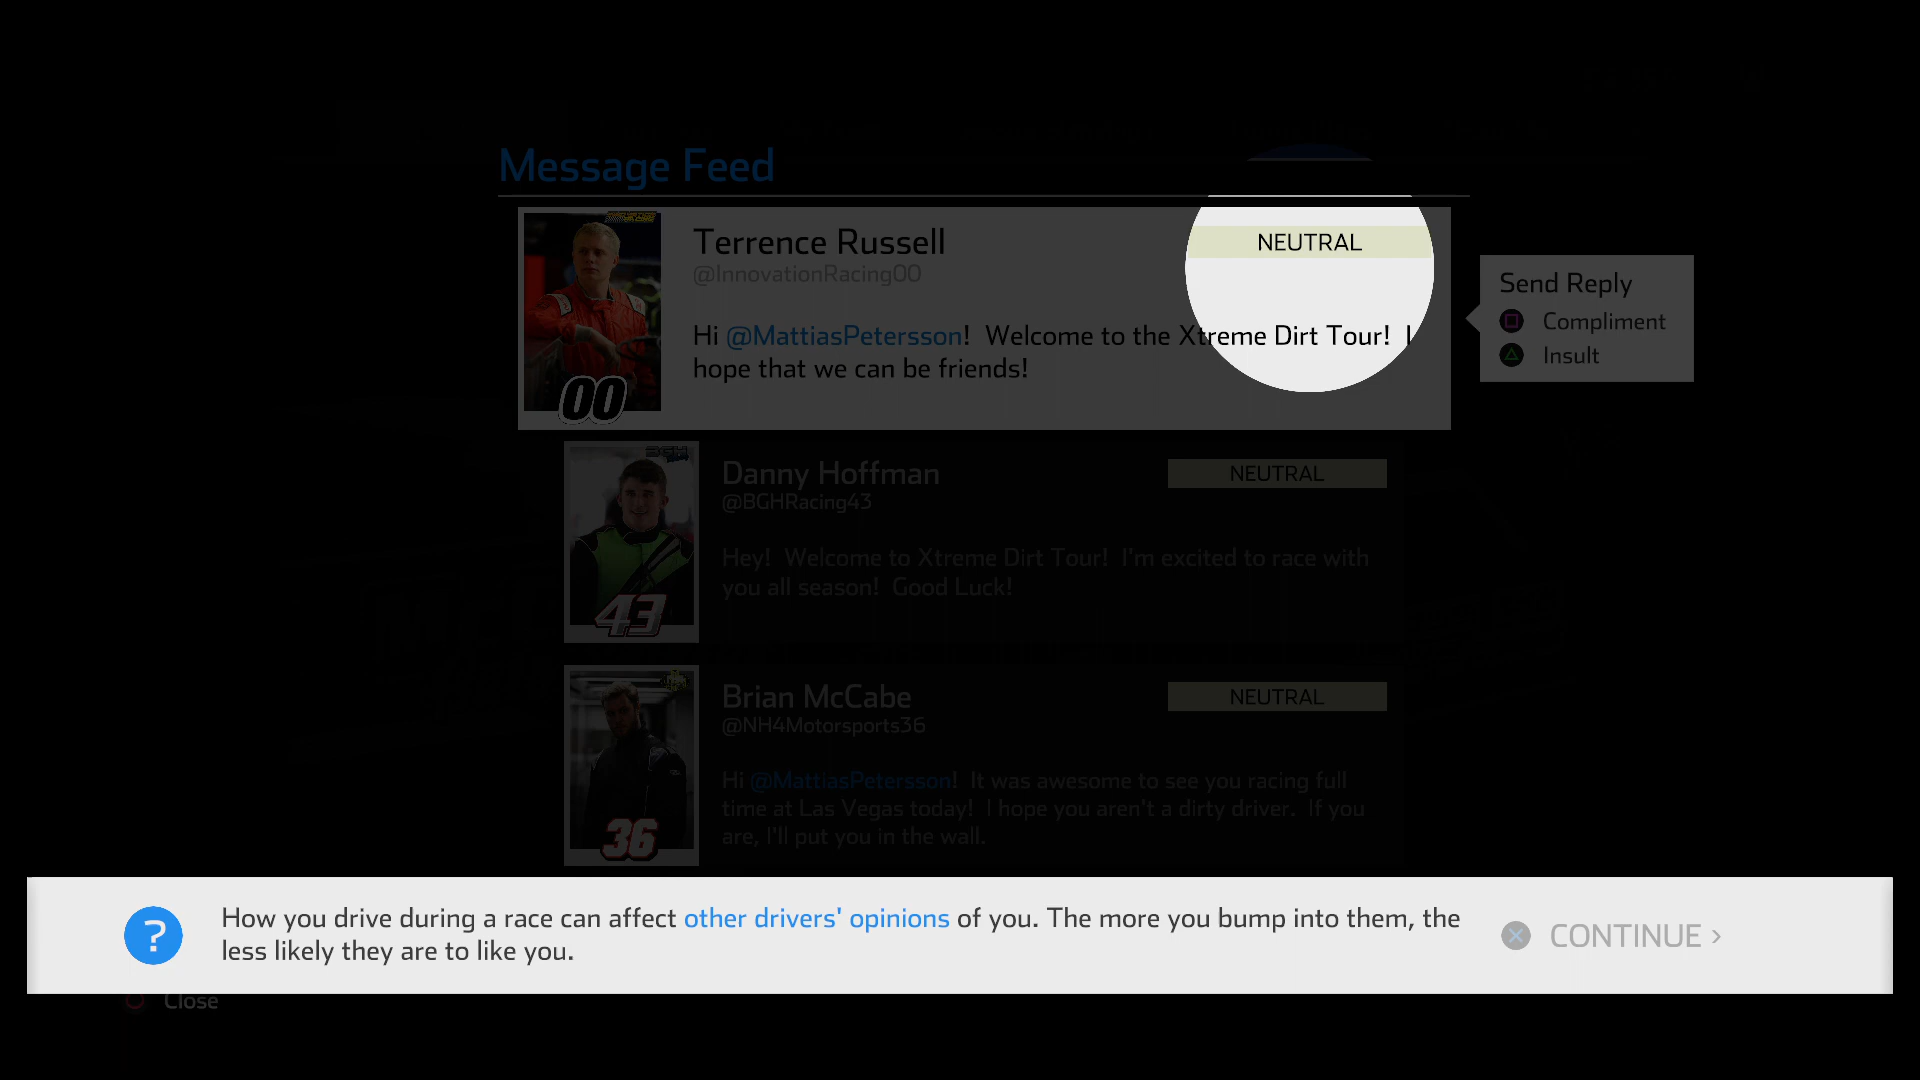 Message Feed
Terrence Russell
NEUTRAL
@InnovationRacing00
Hi @MattiasPetersson!  Welcome to the Xtreme Dirt Tour!  I
hope that we can be friends!
00
Send Reply
Compliment
Insult
Danny Hoffman
NEUTRAL
@BGHRacing43
Hey!  Welcome to Xtreme Dirt Tour!  I'm excited to race with
you all season!  Good Luck!
43
Brian McCabe
NEUTRAL
@NH4Motorsports36
Hi @MattiasPetersson!  It was awesome to see you racing full
time at Las Vegas today!  I hope you aren't a dirty driver.  If you
are, I'll put you in the wall.
36
?
How you drive during a race can affect other drivers' opinions of you. The more you bump into them, the
less likely they are to like you.
CONTINUE >
Close